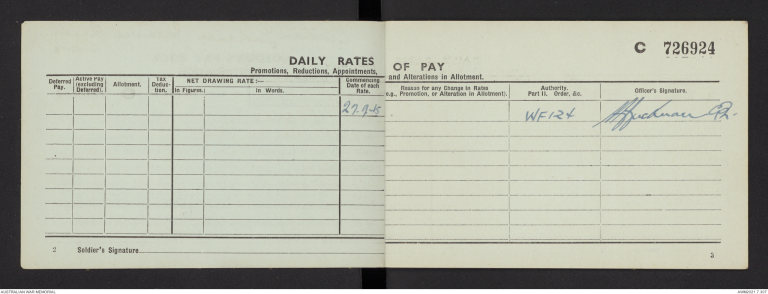 C 726924
DAILY RATES OF PAY
Promotions, Reductions, Appointments, and Alterations in Allotment.
Deferred Pay. Active Pay (excluding Deferred). Allotment. Tax Deduc- tion. NET DRAWING RATE:— In Figures. In Words. Commencing Date of each Rate. Reason for any Change in Rates e.g., Promotion, or Alteration in Allotment). Authority. Part II. Order, &c. Officer's Signature.
27.9.45 WF124
2 Soldier's Signature
3
AUSTRALIAN WAR MEMORIAL